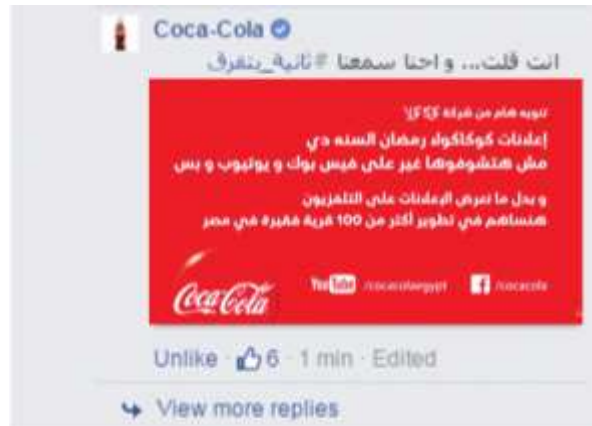 Coca-Cola
انت قلت... و احنا سمعنا #ثانية_بتفرق
تنويه هام من شركة كوكاكولا
إعلانات كوكاكولا رمضان السنه دي
مش هتشوفوها غير على فيس بوك و يوتيوب و بس
و بدل ما نعرض الإعلانات على التلفزيون
هنساهم في تطوير أكتر من 100 قرية فقيرة في مصر
Coca-Cola
YouTube /cocacolaegypt f /cocacola
Unlike · 6 · 1 min · Edited
View more replies